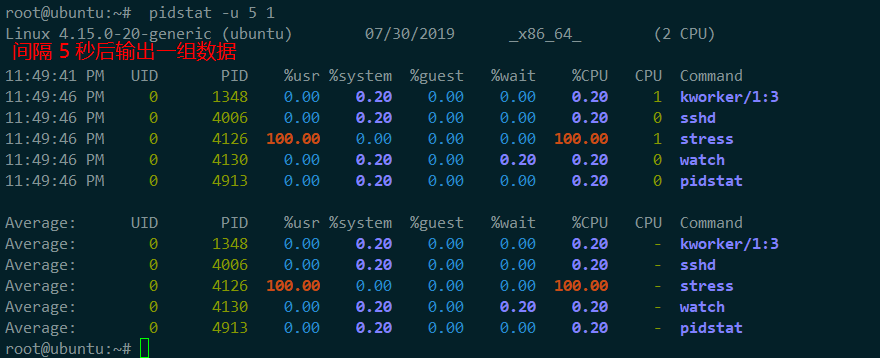 root@ubuntu:~#  pidstat -u 5 1
Linux 4.15.0-20-generic (ubuntu)        07/30/2019      _x86_64_        (2 CPU)
间隔 5 秒后输出一组数据
11:49:41 PM   UID       PID    %usr %system  %guest   %wait    %CPU   CPU  Command
11:49:46 PM     0      1348    0.00    0.20    0.00    0.00    0.20     1  kworker/1:3
11:49:46 PM     0      4006    0.00    0.20    0.00    0.00    0.20     0  sshd
11:49:46 PM     0      4126  100.00    0.00    0.00    0.00  100.00     1  stress
11:49:46 PM     0      4130    0.00    0.20    0.00    0.20    0.20     0  watch
11:49:46 PM     0      4913    0.00    0.20    0.00    0.00    0.20     0  pidstat
Average:      UID       PID    %usr %system  %guest   %wait    %CPU   CPU  Command
Average:        0      1348    0.00    0.20    0.00    0.00    0.20     -  kworker/1:3
Average:        0      4006    0.00    0.20    0.00    0.00    0.20     -  sshd
Average:        0      4126  100.00    0.00    0.00    0.00  100.00     -  stress
Average:        0      4130    0.00    0.20    0.00    0.20    0.20     -  watch
Average:        0      4913    0.00    0.20    0.00    0.00    0.20     -  pidstat
root@ubuntu:~#